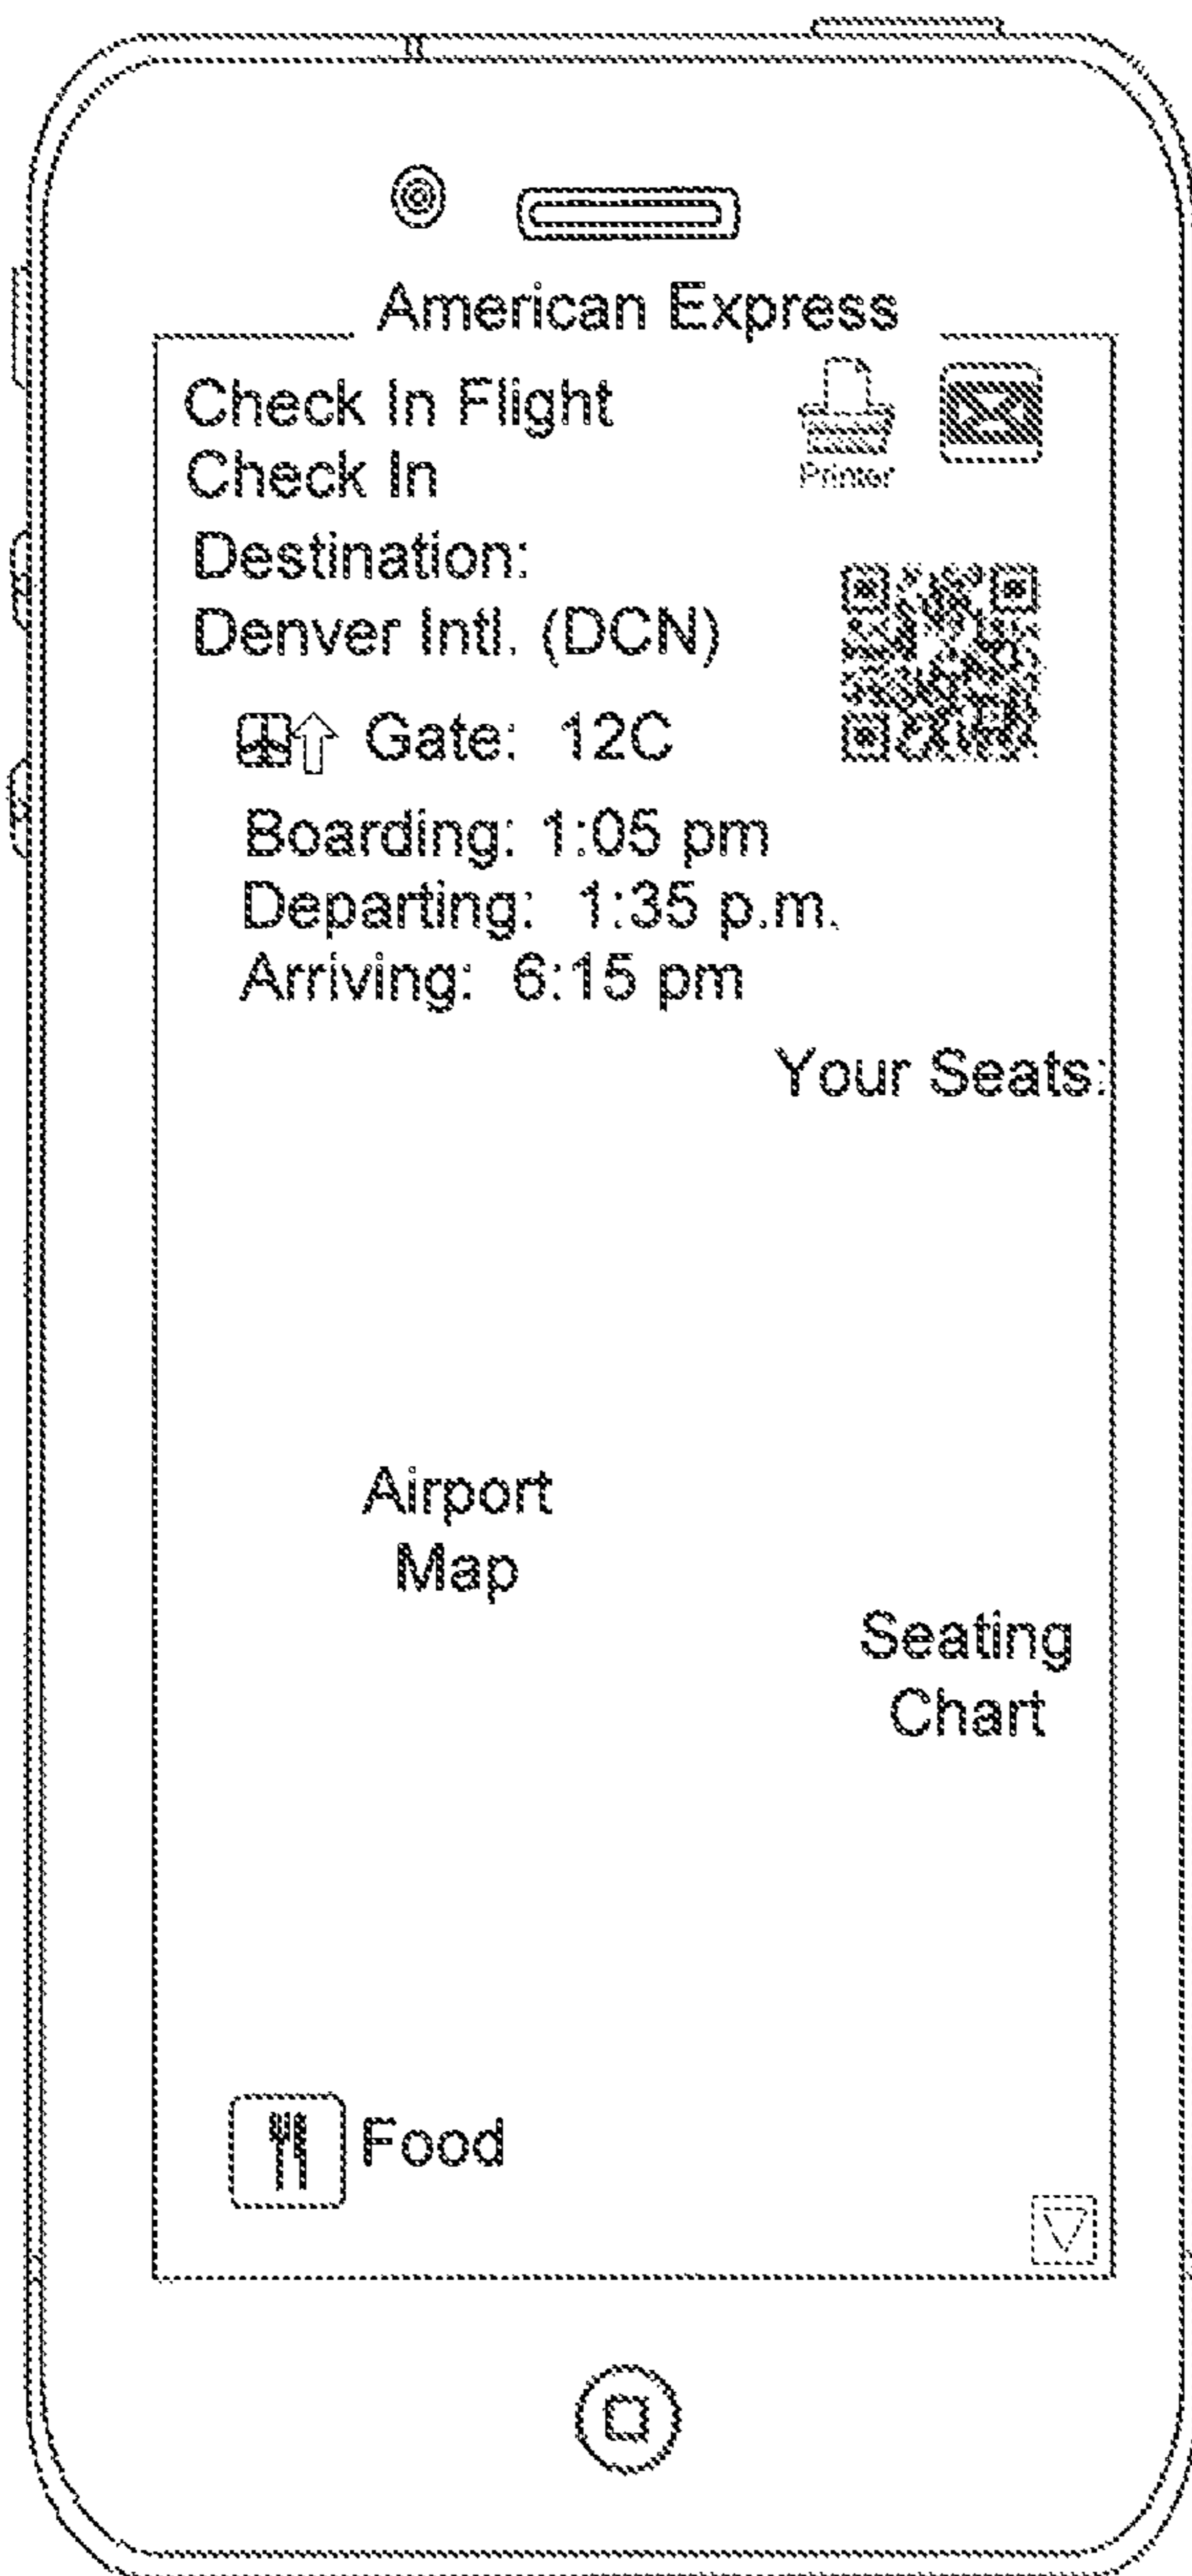 American Express
Check In Flight
Check In
Printer
Destination:
Denver Intl. (DCN)
Gate: 12C
Boarding: 1:05 pm
Departing: 1:35 p.m.
Arriving: 6:15 pm
Your Seats:
Airport
Map
Seating
Chart
Food